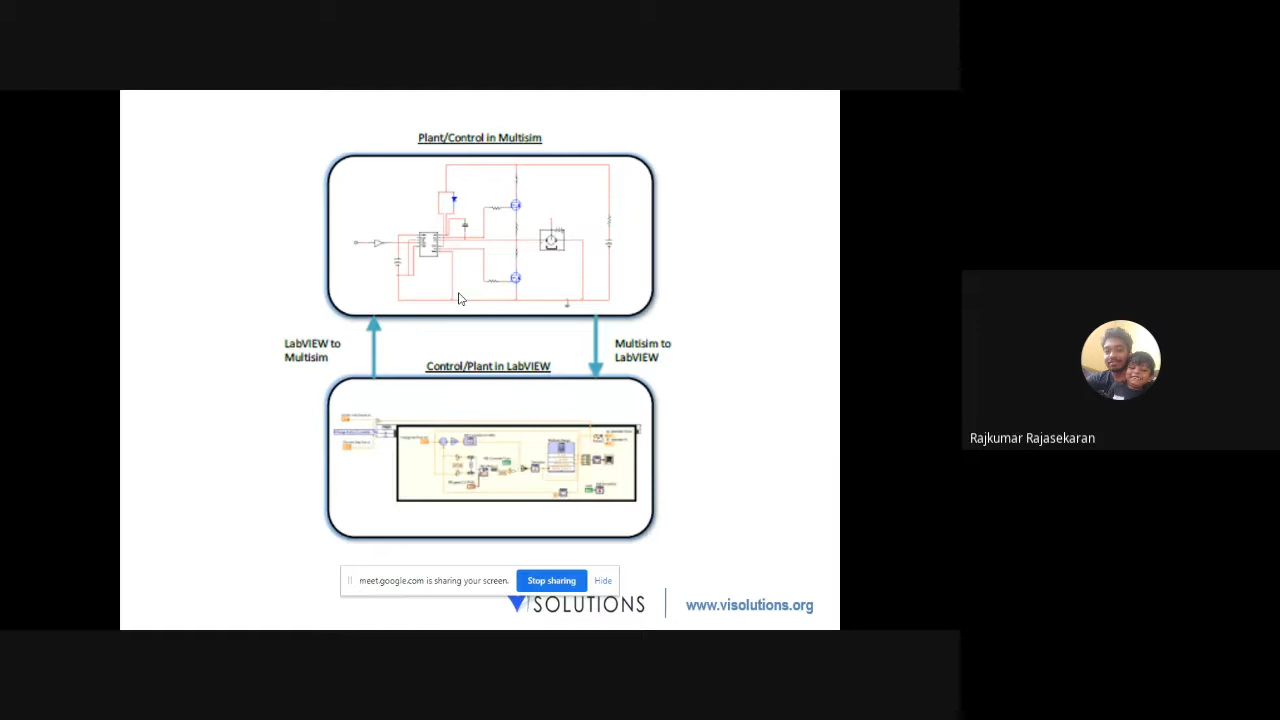 Plant/Control in Multisim
LabVIEW to
Multisim
Multisim to
LabVIEW
Control/Plant in LabVIEW
meet.google.com is sharing your screen.
Stop sharing
Hide
SOLUTIONS
www.visolutions.org
Rajkumar Rajasekaran